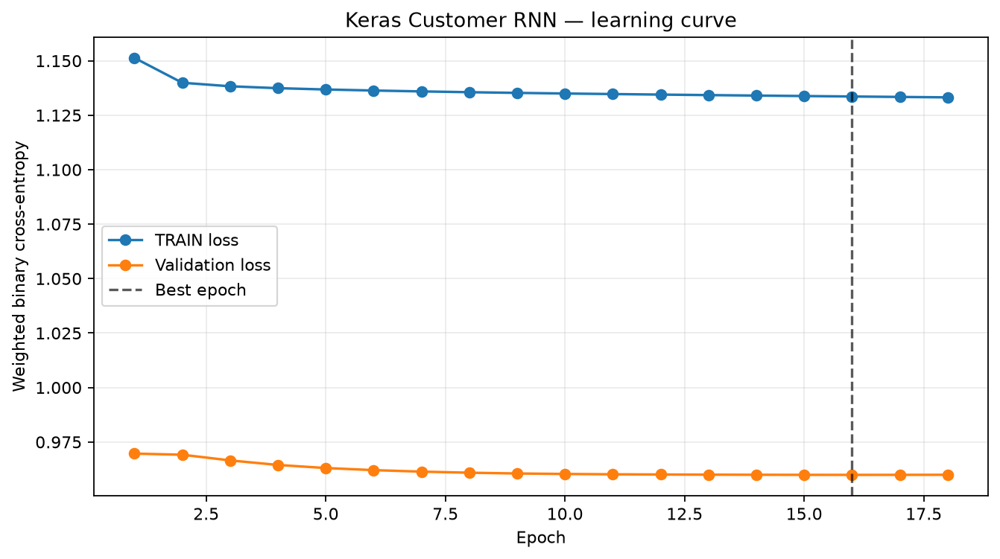 Keras Customer RNN — learning curve
Weighted binary cross-entropy
1.150
1.125
1.100
1.075
1.050
1.025
1.000
0.975
TRAIN loss
Validation loss
Best epoch
2.5 5.0 7.5 10.0 12.5 15.0 17.5
Epoch